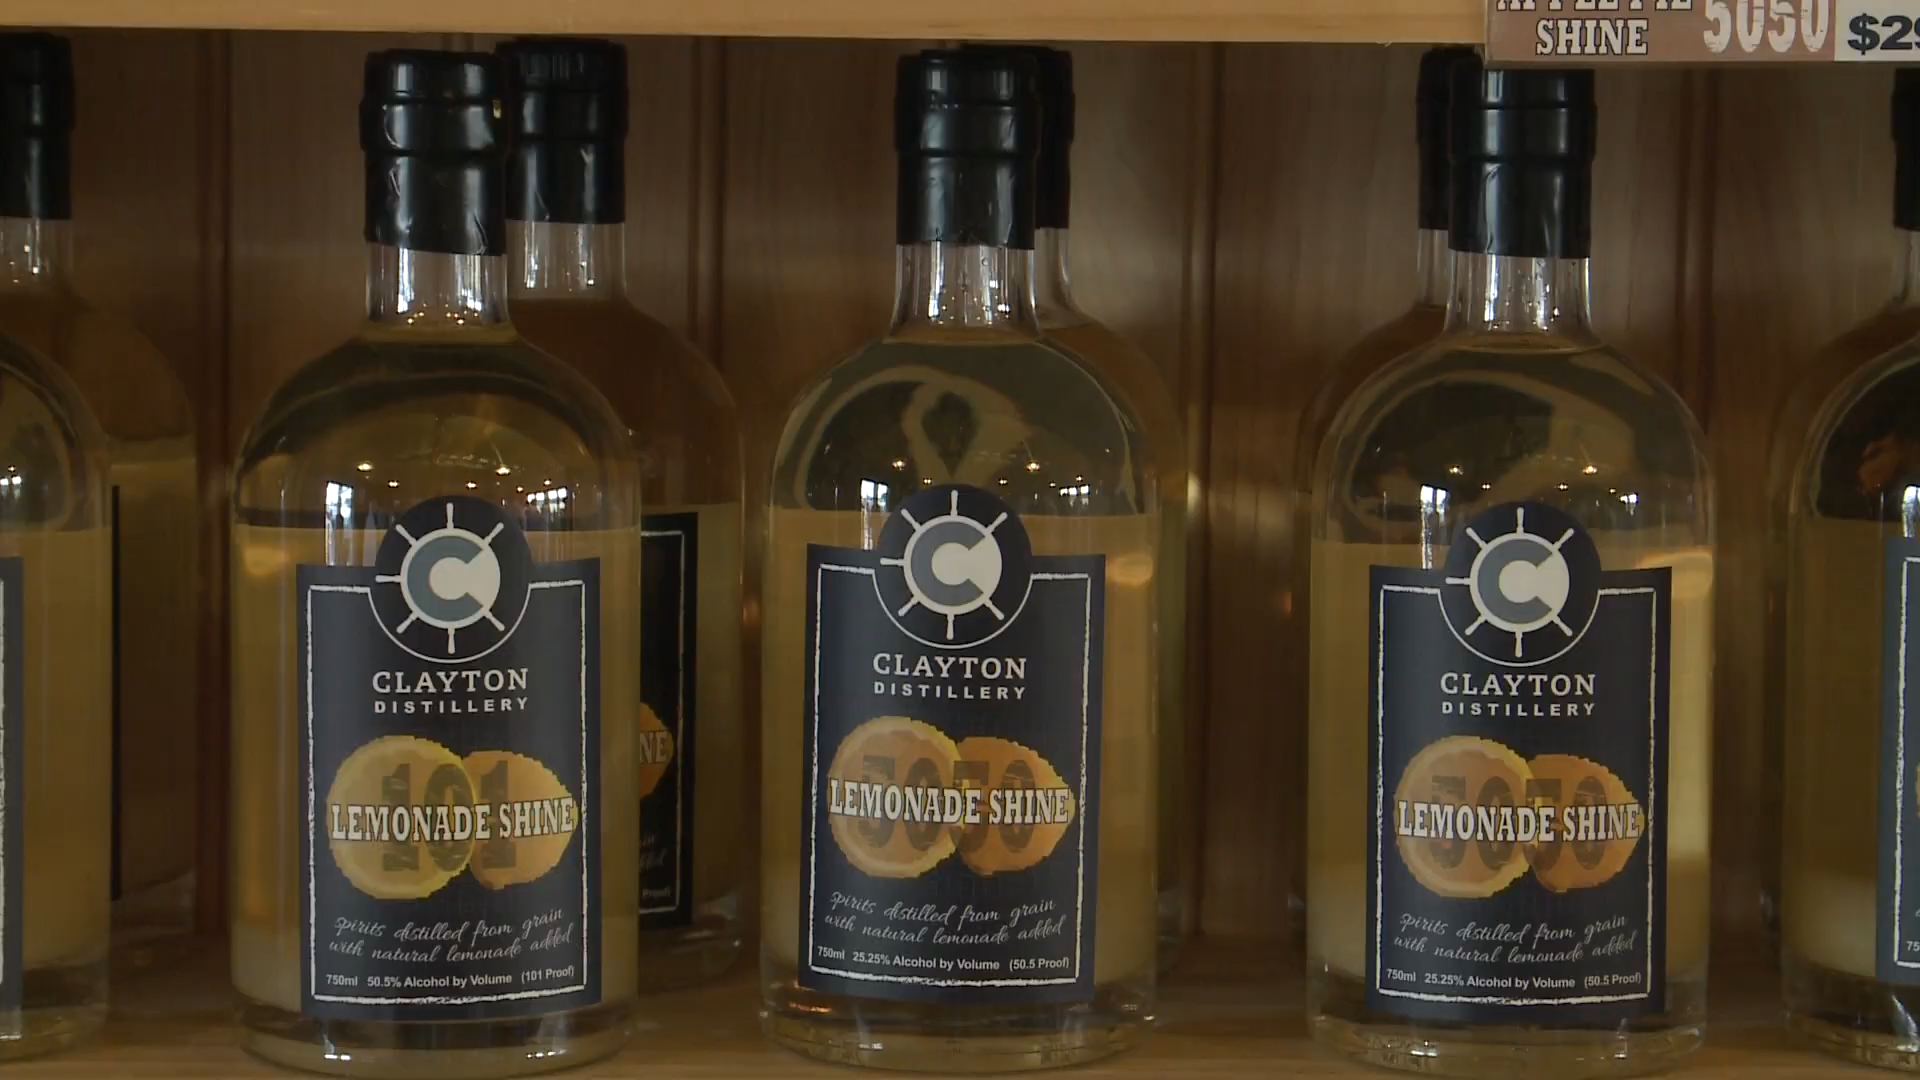 SHINE 5050
CLAYTON
DISTILLERY
101
LEMONADE SHINE
spirits distilled from grain
with natural lemonade added
750ml 50.5% Alcohol by Volume (101 Proof)
NE
Proof)
CLAYTON
DISTILLERY
5050
LEMONADE SHINE
spirits distilled from grain
with natural lemonade added
750ml 25.25% Alcohol by Volume (50.5 Proof)
CLAYTON
DISTILLERY
5050
LEMONADE SHINE
spirits distilled from grain
with natural lemonade added
750ml 25.25% Alcohol by Volume (50.5 Proof)